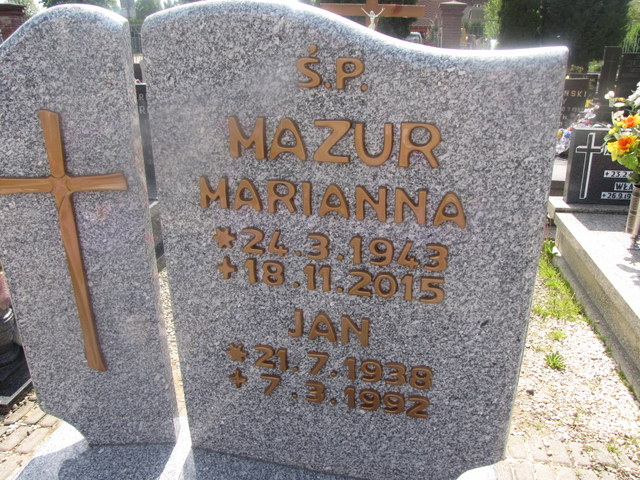 Ś.P.
MAZUR
MARIANNA
* 24.3.1943
+ 18.11.2015
JAN
* 21.7.1938
+ 7.3.1992